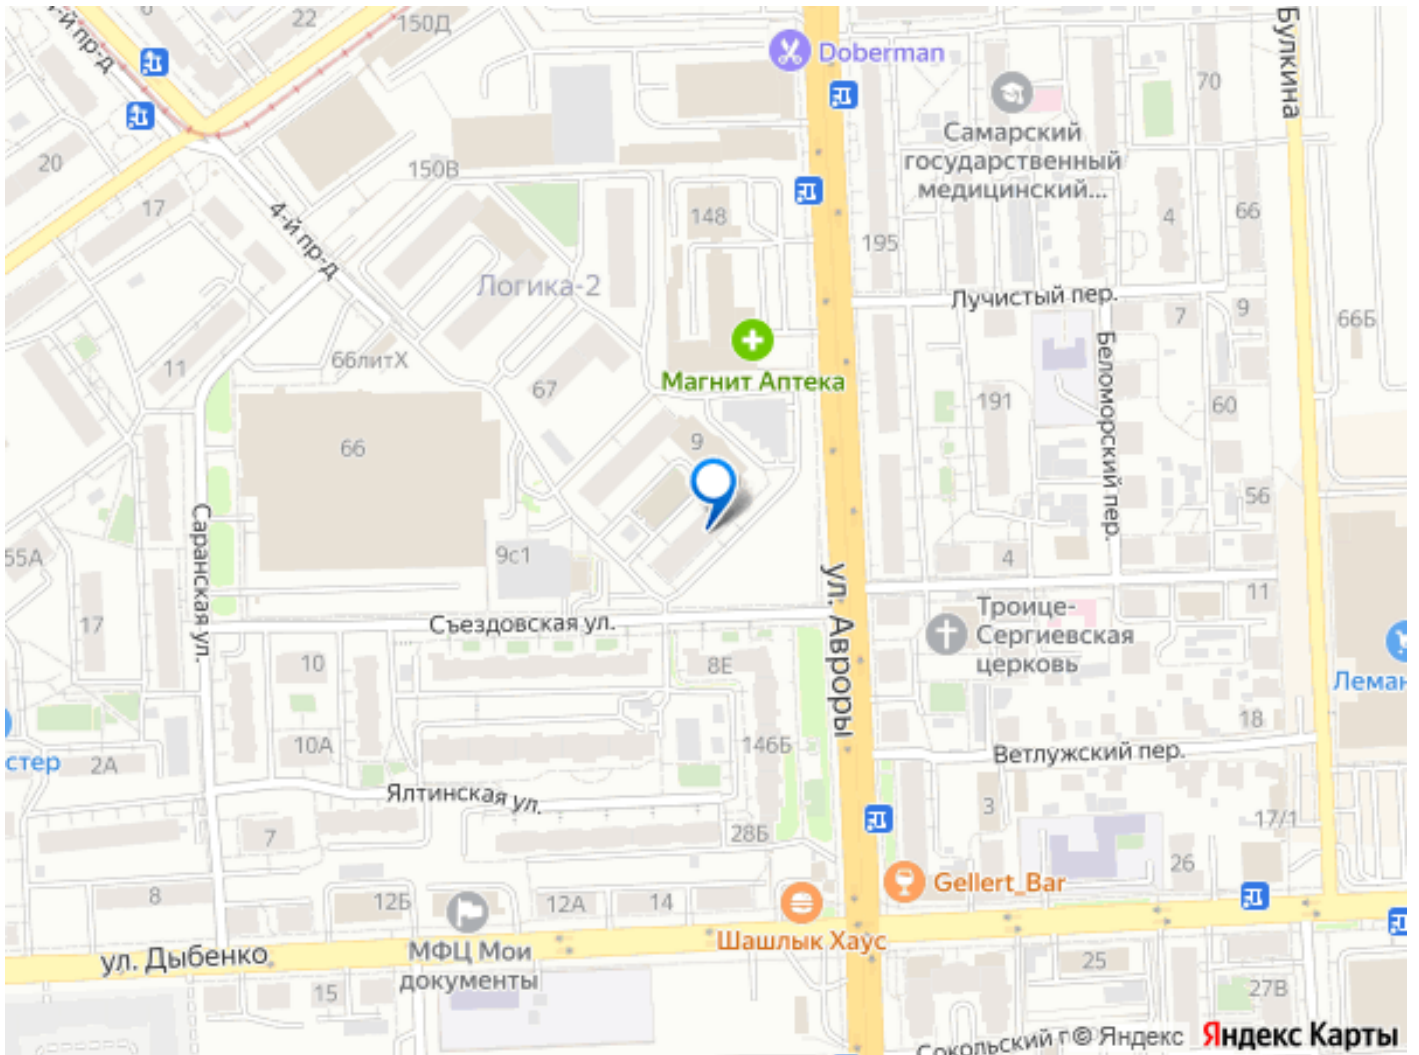 4-й пр-д
22
150Д
Doberman
Булкина
70
Самарский
государственный
медицинский...
20
150В
17
4-й пр-д
148
4
66
195
Логика-2
Лучистый пер.
7
9
66Б
66литХ
11
67
Магнит Аптека
Беломорский пер.
191
60
66
9
56
Саранская ул.
55А
9с1
4
11
ул. Авроры
17
Съездовская ул.
Троице-
Сергиевская
церковь
10
8Е
Леман
18
10А
146Б
Ветлужский пер.
стер
2А
Ялтинская ул.
3
7
28Б
17/1
26
8
12Б
12А
14
Gellert_Bar
Шашлык Хаус
ул. Дыбенко
МФЦ Мои
документы
25
15
27В
Сокольский п
© Яндекс
Яндекс Карты